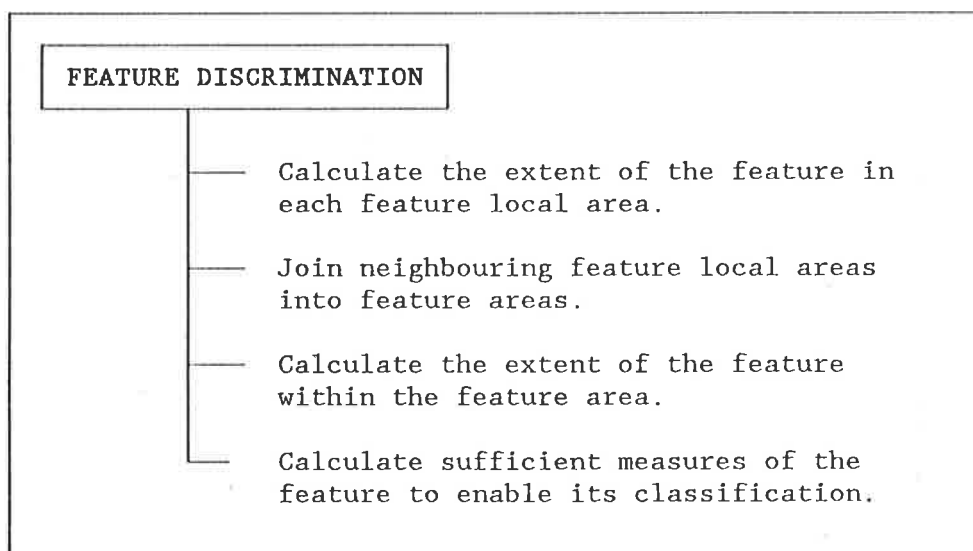 FEATURE DISCRIMINATION
Calculate the extent of the feature in
each feature local area.
Join neighbouring feature local areas
into feature areas.
Calculate the extent of the feature
within the feature area.
Calculate sufficient measures of the
feature to enable its classification.